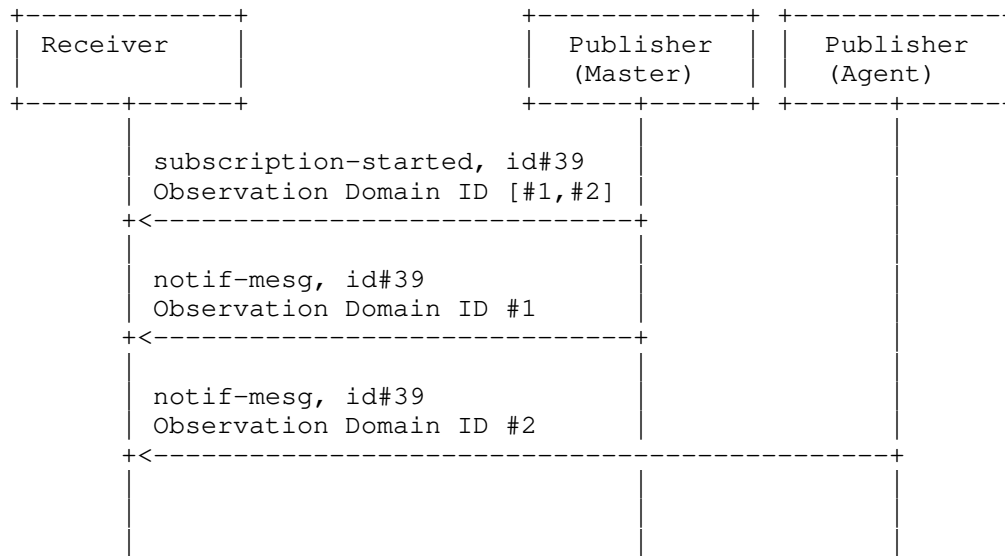 Receiver
Publisher
Publisher
(Master)
(Agent)
subscription-started, id#39
Observation Domain ID [#1,#2]
notif-mesg, id#39
Observation Domain ID #1
notif-mesg, id#39
Observation Domain ID #2